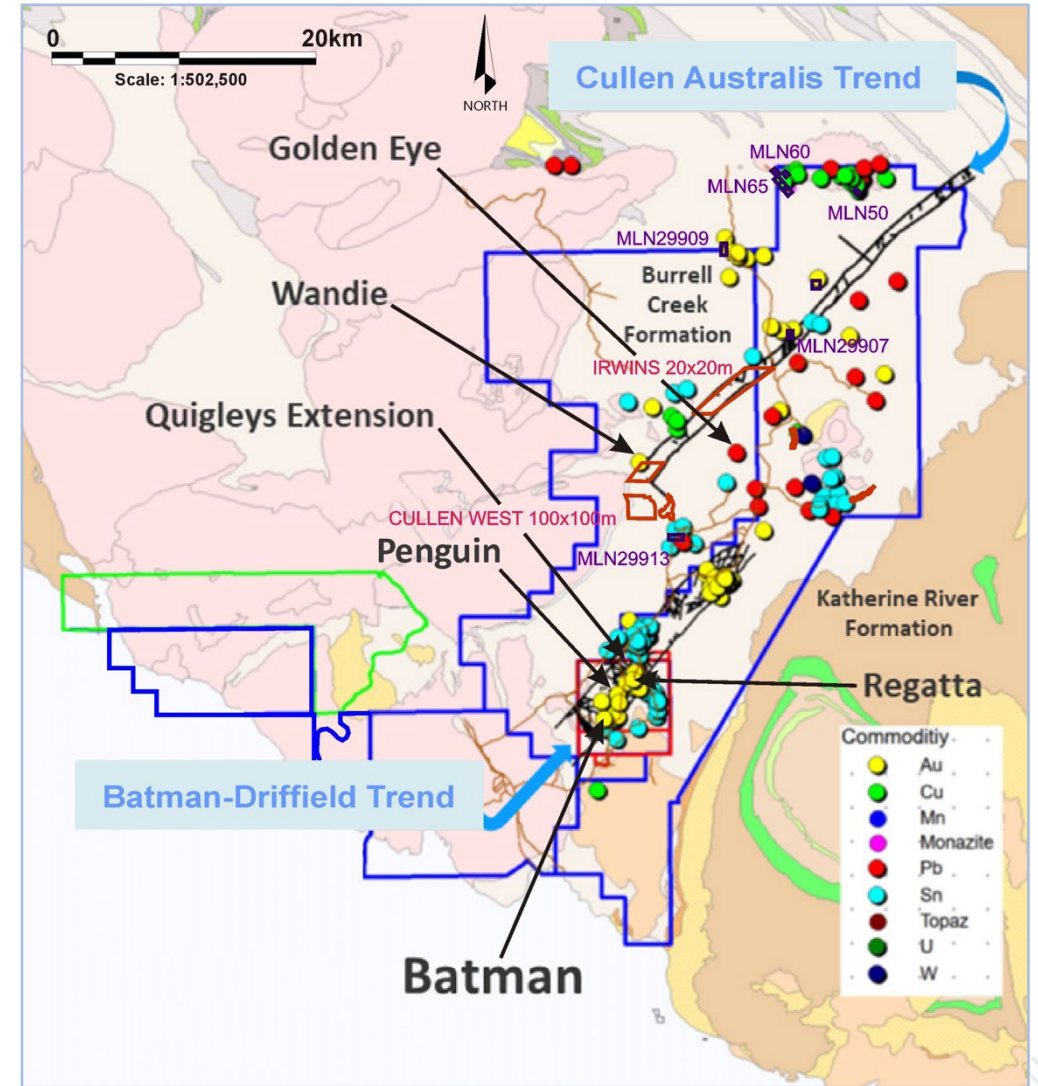 0 20km
Scale: 1:502,500
NORTH
Cullen Australis Trend
Golden Eye
MLN60
MLN65
MLN50
MLN29909
Wandie
Burrell
Creek
Formation
MLN29907
IRWINS 20x20m
Quigleys Extension
CULLEN WEST 100x100m
Penguin
MLN29913
Katherine River
Formation
Regatta
Batman-Driffield Trend
Batman
Commoditiy
Au
Cu
Mn
Monazite
Pb
Sn
Topaz
U
W